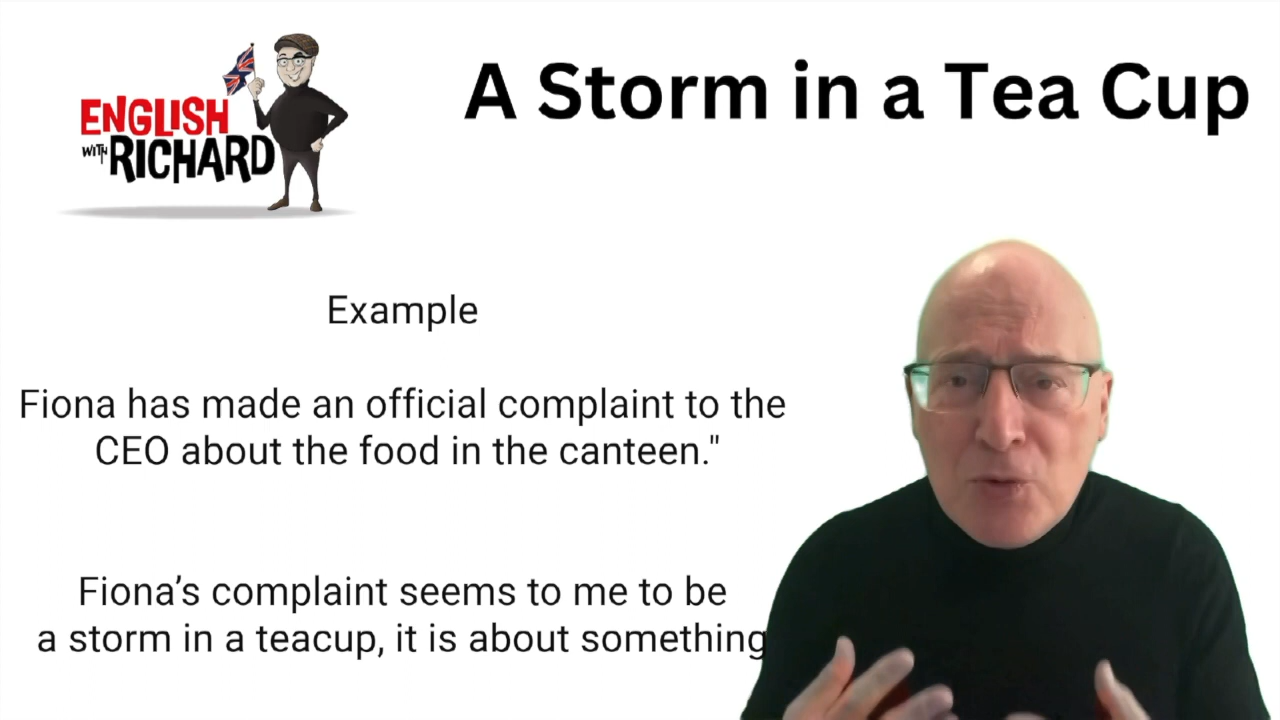 ENGLISH
WITH RICHARD
A Storm in a Tea Cup
Example
Fiona has made an official complaint to the
CEO about the food in the canteen."
Fiona’s complaint seems to me to be
a storm in a teacup, it is about something